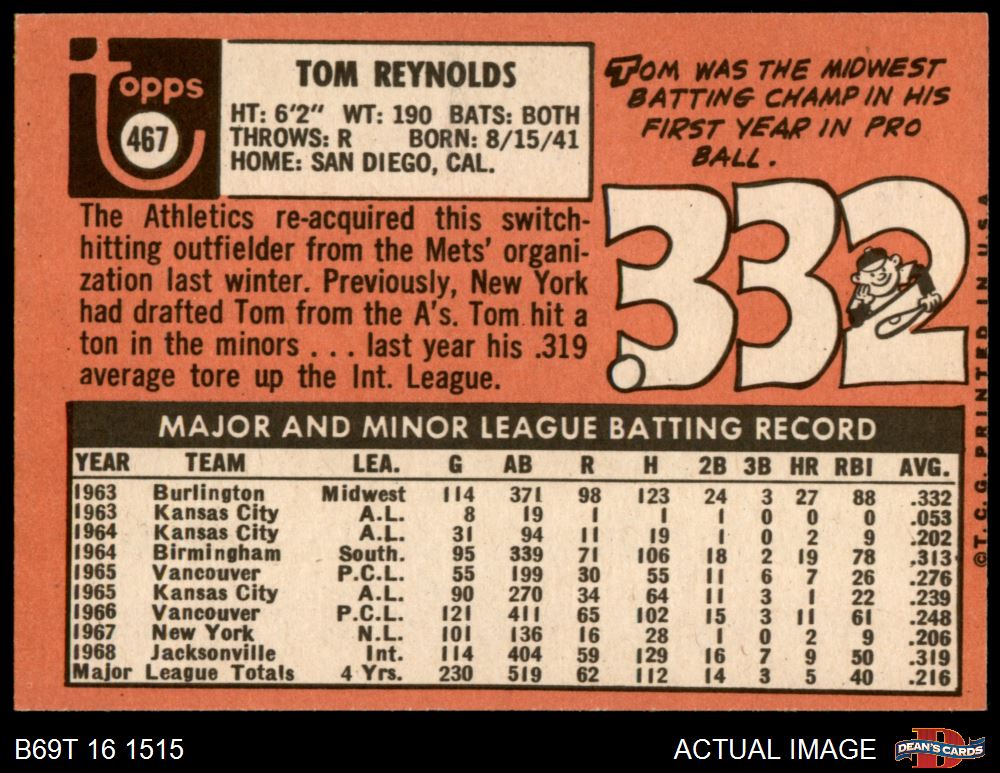 Topps
467
TOM REYNOLDS
HT: 6'2" WT: 190 BATS: BOTH
THROWS: R BORN: 8/15/41
HOME: SAN DIEGO, CAL.
TOM WAS THE MIDWEST
BATTING CHAMP IN HIS
FIRST YEAR IN PRO
BALL.
.332
The Athletics re-acquired this switch-
hitting outfielder from the Mets' organi-
zation last winter. Previously, New York
had drafted Tom from the A's. Tom hit a
ton in the minors . . . last year his .319
average tore up the Int. League.
MAJOR AND MINOR LEAGUE BATTING RECORD
YEAR TEAM LEA. G AB R H 2B 3B HR RBI AVG.
1963 Burlington Midwest 114 371 98 123 24 3 27 88 .332
1963 Kansas City A.L. 8 19 1 1 1 0 0 0 .053
1964 Kansas City A.L. 31 94 11 19 1 0 2 9 .202
1964 Birmingham South. 95 339 71 106 18 2 19 78 .313
1965 Vancouver P.C.L. 55 199 30 55 11 6 7 26 .276
1965 Kansas City A.L. 90 270 34 64 11 3 1 22 .239
1966 Vancouver P.C.L. 121 411 65 102 15 3 11 61 .248
1967 New York N.L. 101 136 16 28 1 0 2 9 .206
1968 Jacksonville Int. 114 404 59 129 16 7 9 50 .319
Major League Totals 4 Yrs. 230 519 62 112 14 3 5 40 .216
©T.C.G. PRINTED IN U.S.A
B69T 16 1515
ACTUAL IMAGE
D
DEAN'S CARDS